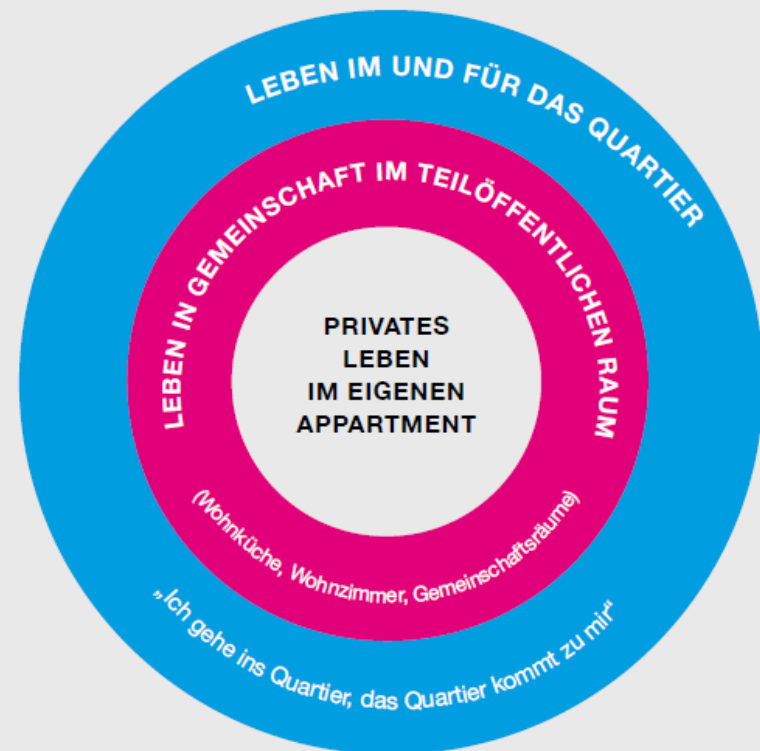 LEBEN IM UND FÜR DAS QUARTIER
LEBEN IN GEMEINSCHAFT IM TEILÖFFENTLICHEN RAUM
PRIVATES
LEBEN
IM EIGENEN
APPARTMENT
(Wohnküche, Wohnzimmer, Gemeinschaftsräume)
„Ich gehe ins Quartier, das Quartier kommt zu mir“